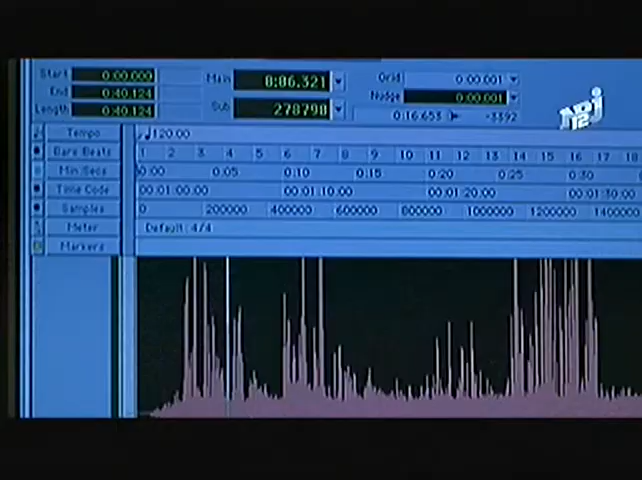 Start 0:00.000
End 0:40.124
Length 0:40.124
Main 0:06.321
Sub 278790
Grid 0:00.001
Nudge 0:00.001
0:16.653 -3392
NRJ 12
Tempo 120.00
Bars:Beats 1 2 3 4 5 6 7 8 9 10 11 12 13 14 15 16 17 18
Min:Secs 0:00 0:05 0:10 0:15 0:20 0:25 0:30
Time Code 00:01:00:00 00:01:10:00 00:01:20:00 00:01:30:00
Samples 0 200000 400000 600000 800000 1000000 1200000 1400000
Meter Default: 4/4
Markers